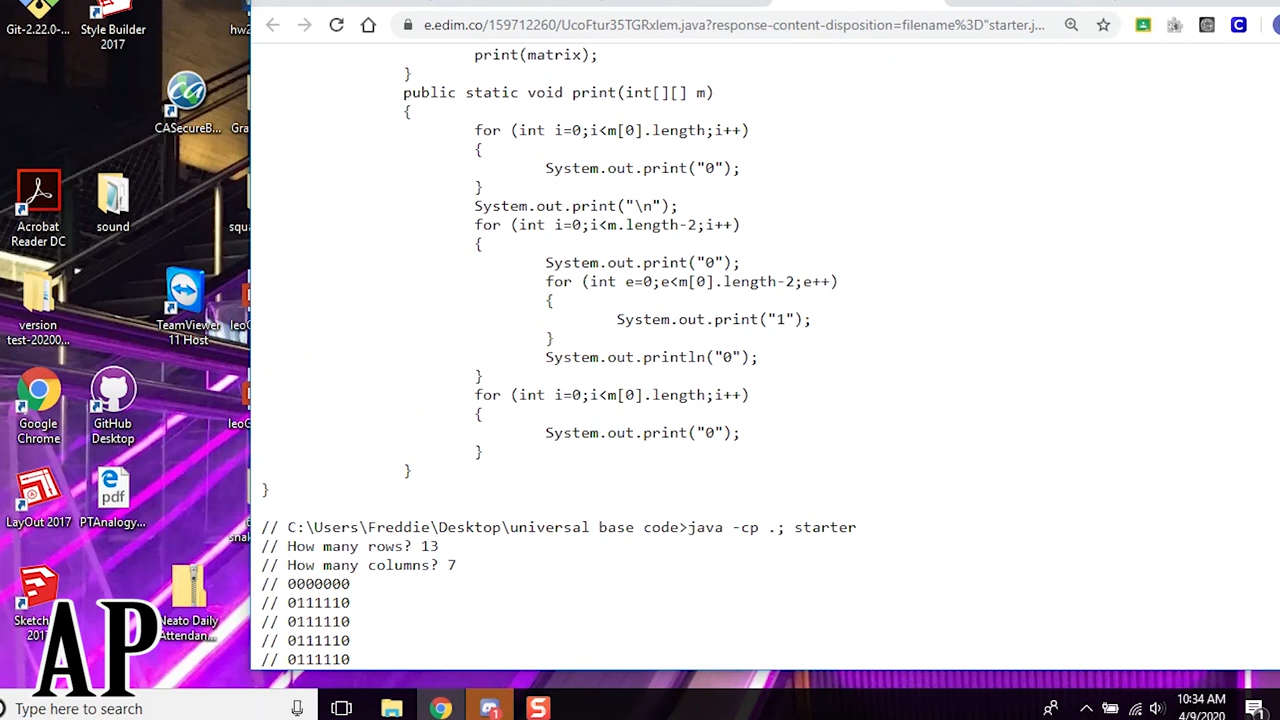 Git-2.22.0-...
Style Builder
2017
hw2
CASecureB...
Gra
Acrobat
Reader DC
sound
squa
version
test-20200...
TeamViewer
11 Host
Google
Chrome
GitHub
Desktop
LayOut 2017
PTAnalogy...
pdf
Sketch
201
Neato Daily
Attendan...
AP
e.edim.co/159712260/UcoFtur35TGRxlem.java?response-content-disposition=filename%3D"starter.j...
print(matrix);
}
public static void print(int[][] m)
{
for (int i=0;i<m[0].length;i++)
{
System.out.print("0");
}
System.out.print("\n");
for (int i=0;i<m.length-2;i++)
{
System.out.print("0");
for (int e=0;e<m[0].length-2;e++)
{
System.out.print("1");
}
System.out.println("0");
}
for (int i=0;i<m[0].length;i++)
{
System.out.print("0");
}
}
}
// C:\Users\Freddie\Desktop\universal base code>java -cp .; starter
// How many rows? 13
// How many columns? 7
// 0000000
// 0111110
// 0111110
// 0111110
// 0111110
Type here to search
10:34 AM
4/9/2020